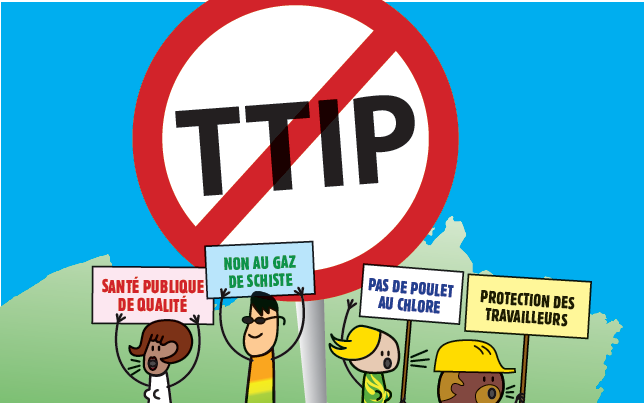 TTIP
SANTÉ PUBLIQUE
DE QUALITÉ
NON AU GAZ
DE SCHISTE
PAS DE POULET
AU CHLORE
PROTECTION DES
TRAVAILLEURS